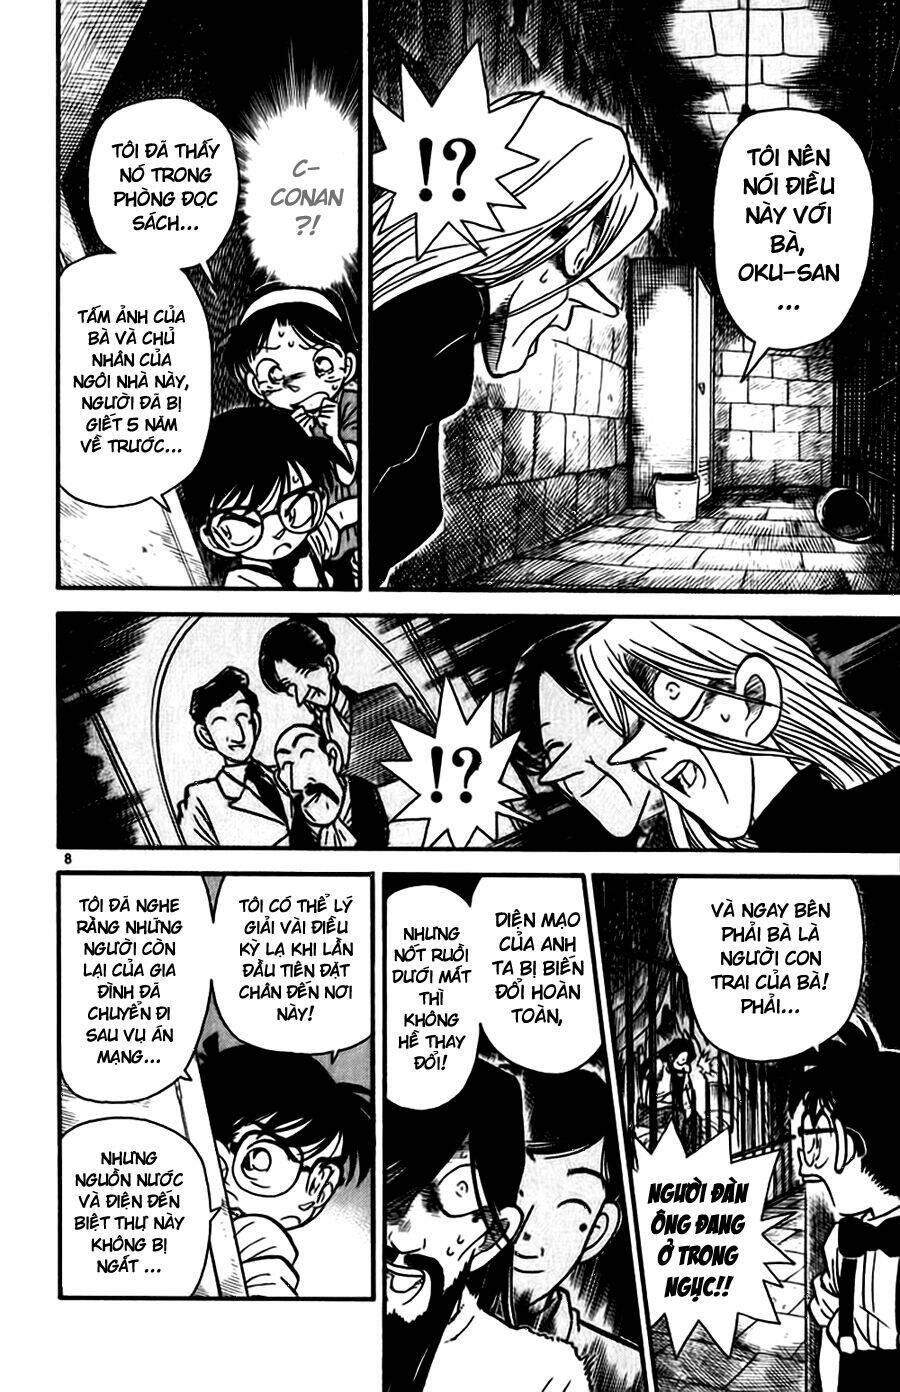 TÔI NÊN
NÓI ĐIỀU
NÀY VỚI
BÀ,
OKU-SAN
...
!?
C-
CONAN
?!
TÔI ĐÃ THẤY
NÓ TRONG
PHÒNG ĐỌC
SÁCH...
TẤM ẢNH CỦA
BÀ VÀ CHỦ
NHÂN CỦA
NGÔI NHÀ NÀY,
NGƯỜI ĐÃ BỊ
GIẾT 5 NĂM
VỀ TRƯỚC...
!?
8
VÀ NGAY BÊN
PHẢI BÀ LÀ
NGƯỜI CON
TRAI CỦA BÀ!
PHẢI...
NGƯỜI ĐÀN
ÔNG ĐANG
Ở TRONG
NGỤC!!
DIỆN MẠO
CỦA ANH
TA BỊ BIẾN
ĐỔI HOÀN
TOÀN,
NHƯNG
NỐT RUỒI
DƯỚI MẮT THÌ
KHÔNG
HỀ THAY
ĐỔI!
TÔI CÓ THỂ LÝ
GIẢI VÀI ĐIỀU
KỲ LẠ KHI LẦN
ĐẦU TIÊN ĐẶT
CHÂN ĐẾN NƠI
NÀY!
TÔI ĐÃ NGHE
RẰNG NHỮNG
NGƯỜI CÒN
LẠI CỦA GIA
ĐÌNH ĐÃ
CHUYỂN ĐI
SAU VỤ ÁN
MẠNG...
NHƯNG
NGUỒN NƯỚC
VÀ ĐIỆN ĐẾN
BIỆT THỰ NÀY
KHÔNG BỊ
NGẮT ...